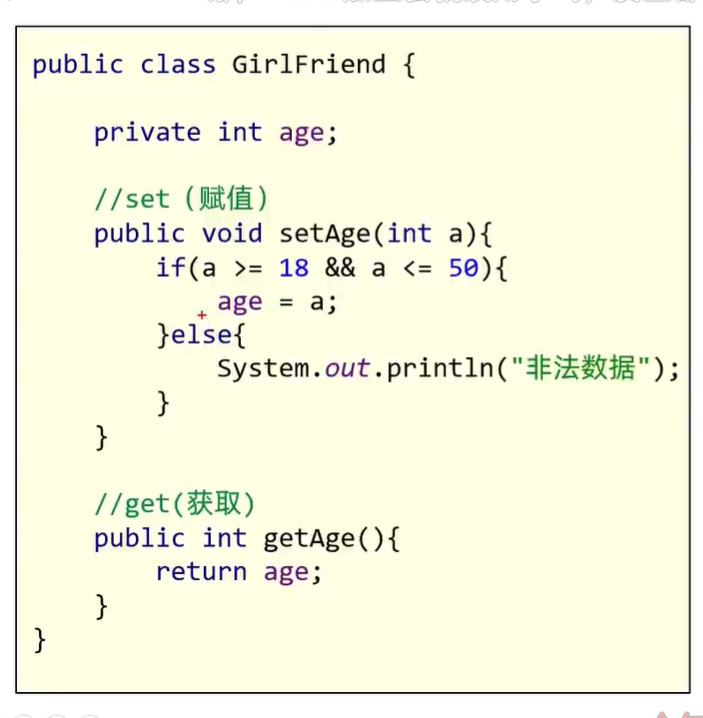 public class GirlFriend {
private int age;
//set（赋值）
public void setAge(int a){
if(a >= 18 && a <= 50){
age = a;
}else{
System.out.println("非法数据");
}
}
//get(获取)
public int getAge(){
return age;
}
}